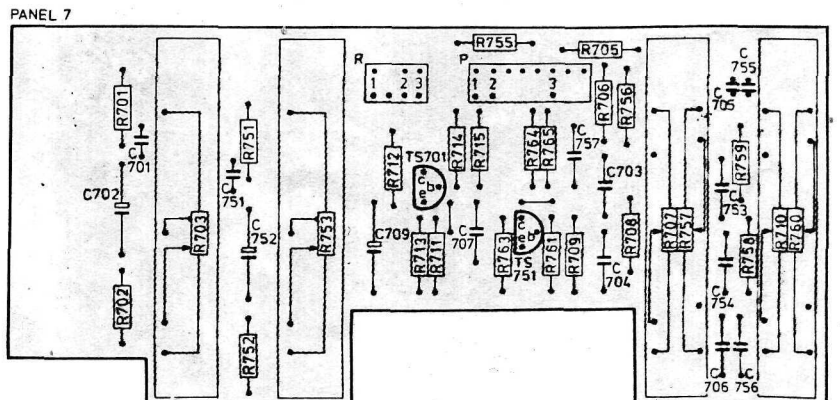 PANEL 7
R755
R705
R
P
C
755
C
705
1
2
3
1
2
3
R701
R706
R756
C
701
R751
R712
TS701
R714
R715
R764
R765
C
757
R759
C702
C
751
c
b
e
C703
C
753
R703
C
752
R753
C709
R713
R711
C
707
R763
c
b
e
TS
751
R761
R709
C
704
R708
R707
R757
R758
R710
R760
C
754
R702
R752
C
706
C
756